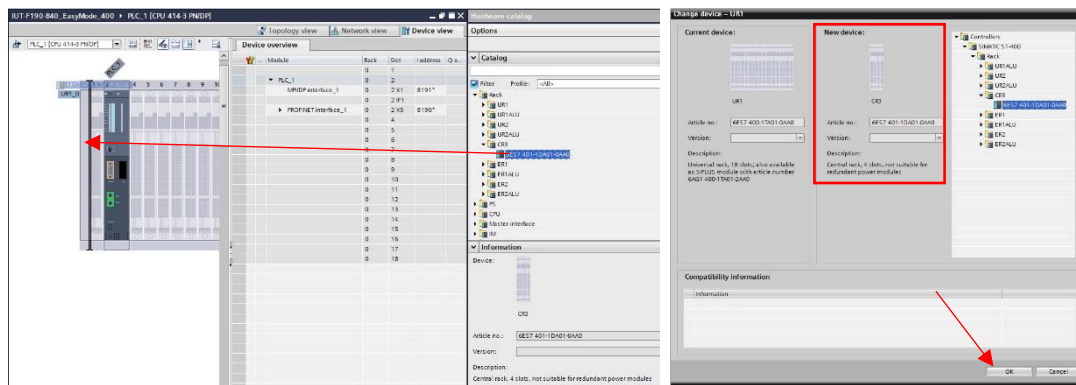 IUT-F190-840_EasyMode_400 ▸ PLC_1 [CPU 414-3 PN/DP]
Topology view
Network view
Device view
PLC_1 [CPU 414-3 PN/DP]
PLC_1
4 5 6 7 8 9
Device overview
Module Rack Slot I address Q a...
0 1
PLC_1 0 2
MPI/DP interface_1 0 2 X1 8191*
0 2 IF1
PROFINET interface_1 0 2 X5 8190*
0 4
0 5
0 6
0 7
0 8
0 9
0 10
0 11
0 12
0 13
0 14
0 15
0 16
0 17
0 18
Hardware catalog
Options
Catalog
Filter Profile: <All>
Rack
UR1
UR1ALU
UR2
UR2ALU
CR3
6ES7 401-1DA01-0AA0
ER1
ER1ALU
ER2
ER2ALU
PS
CPU
Master interface
IM
Information
Device:
CR3
Article no.: 6ES7 401-1DA01-0AA0
Version:
Description:
Central rack, 4 slots, not suitable for redundant power modules
Change device – UR1
Current device:
UR1
Article no.: 6ES7 400-1TA01-0AA0
Version:
Description:
Universal rack, 18 slots; also available
as SIPLUS module with article number
6AG1 400-1TA01-2AA0
New device:
CR3
Article no.: 6ES7 401-1DA01-0AA0
Version:
Description:
Central rack, 4 slots, not suitable for
redundant power modules
Controllers
SIMATIC S7-400
Rack
UR1ALU
UR2
UR2ALU
CR3
6ES7 401-1DA01-0AA0
ER1
ER1ALU
ER2
ER2ALU
Compatibility information
Information
OK Cancel